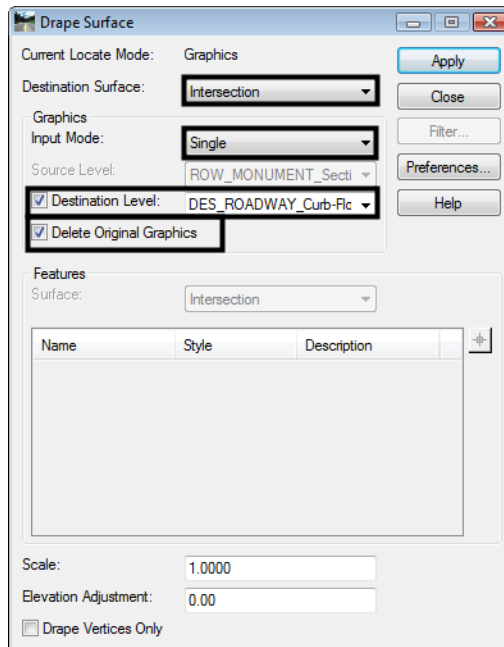 Drape Surface
Current Locate Mode: Graphics
Apply
Destination Surface: Intersection
Close
Graphics
Input Mode: Single
Filter...
Source Level: ROW_MONUMENT_Secti
Preferences...
Destination Level: DES_ROADWAY_Curb-Flc
Help
Delete Original Graphics
Features
Surface: Intersection
Name Style Description
Scale: 1.0000
Elevation Adjustment: 0.00
Drape Vertices Only